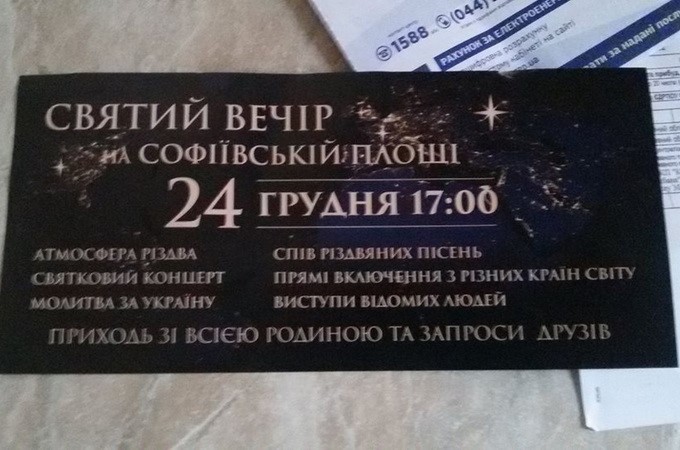 1588
(044)
РАХУНОК ЗА
СВЯТИЙ ВЕЧІР
НА СОФІЇВСЬКІЙ ПЛОЩІ
24 ГРУДНЯ 17:00
АТМОСФЕРА РІЗДВА
СВЯТКОВИЙ КОНЦЕРТ
МОЛИТВА ЗА УКРАЇНУ
СПІВ РІЗДВЯНИХ ПІСЕНЬ
ПРЯМІ ВКЛЮЧЕННЯ З РІЗНИХ КРАЇН СВІТУ
ВИСТУПИ ВІДОМИХ ЛЮДЕЙ
ПРИХОДЬ ЗІ ВСІЄЮ РОДИНОЮ ТА ЗАПРОСИ ДРУЗІВ